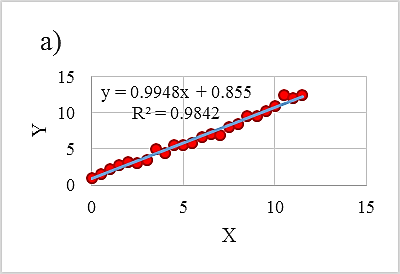 a)
15
y = 0.9948x + 0.855
R² = 0.9842
10
5
0
Y
0 5 10 15
X